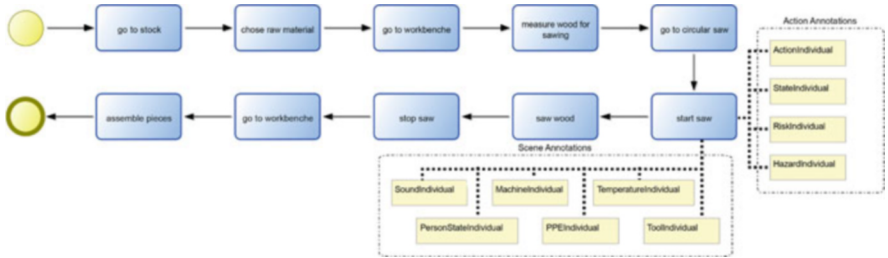 Action Annotations
go to stock
chose raw material
go to workbenche
measure wood for
sawing
go to circular saw
ActionIndividual
StateIndividual
RiskIndividual
HazardIndividual
assemble pieces
go to workbenche
stop saw
saw wood
start saw
Scene Annotations
SoundIndividual
MachineIndividual
TemperatureIndividual
PersonStateIndividual
PPEIndividual
ToolIndividual